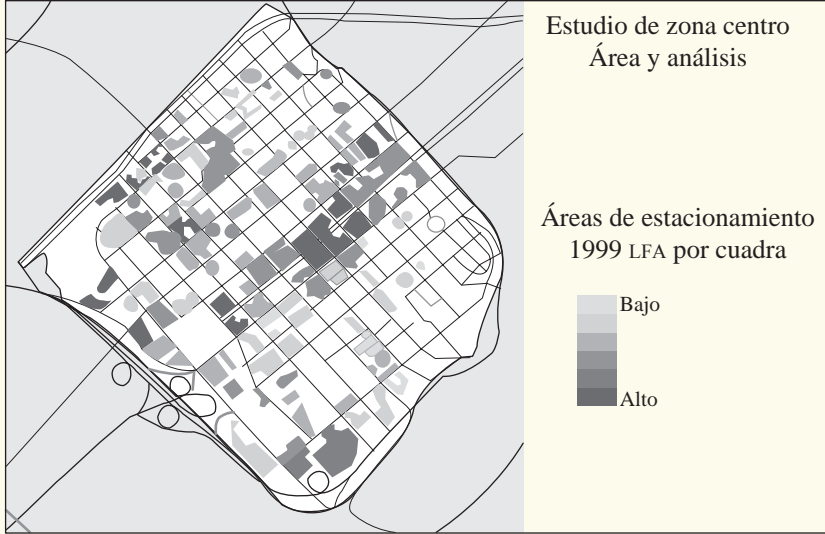 Estudio de zona centro
Área y análisis
Áreas de estacionamiento
1999 LFA por cuadra
Bajo
Alto